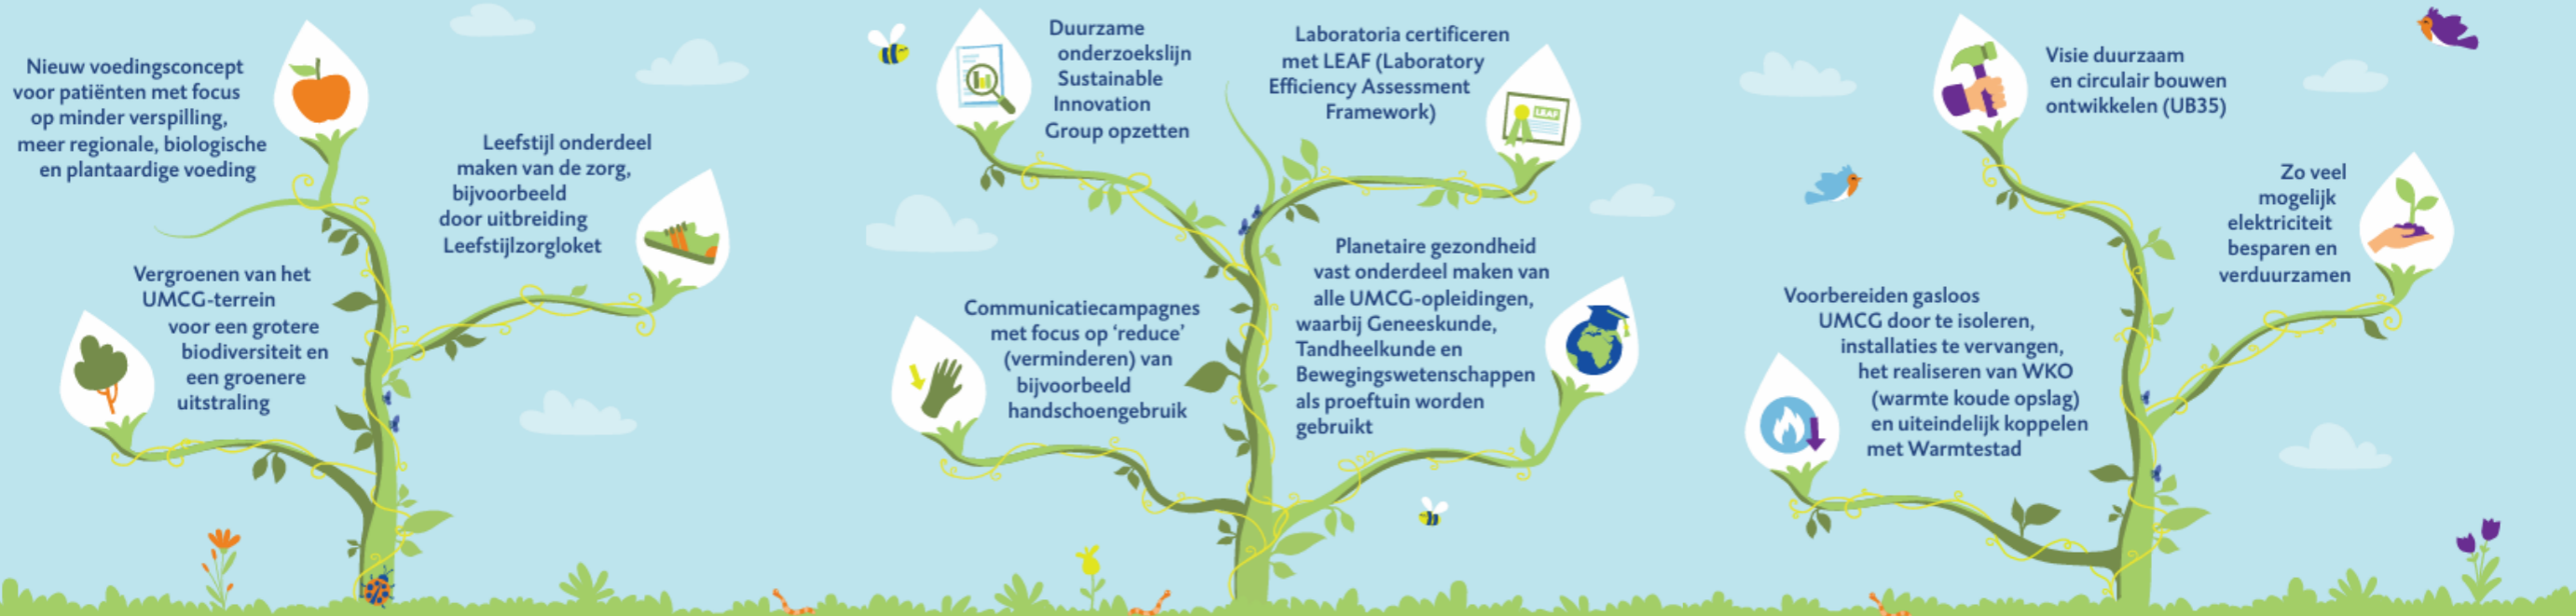 Nieuw voedingsconcept
voor patiënten met focus
op minder verspilling,
meer regionale, biologische
en plantaardige voeding
Leefstijl onderdeel
maken van de zorg,
bijvoorbeeld
door uitbreiding
Leefstijlzorgloket
Vergroenen van het
UMCG-terrein
voor een grotere
biodiversiteit en
een groenere
uitstraling
Duurzame
onderzoekslijn
Sustainable
Innovation
Group opzetten
Laboratoria certificeren
met LEAF (Laboratory
Efficiency Assessment
Framework)
LEAF
Communicatiecampagnes
met focus op ‘reduce’
(verminderen) van
bijvoorbeeld
handschoengebruik
Planetaire gezondheid
vast onderdeel maken van
alle UMCG-opleidingen,
waarbij Geneeskunde,
Tandheelkunde en
Bewegingswetenschappen
als proeftuin worden
gebruikt
Visie duurzaam
en circulair bouwen
ontwikkelen (UB35)
Zo veel
mogelijk
elektriciteit
besparen en
verduurzamen
Voorbereiden gasloos
UMCG door te isoleren,
installaties te vervangen,
het realiseren van WKO
(warmte koude opslag)
en uiteindelijk koppelen
met Warmtestad